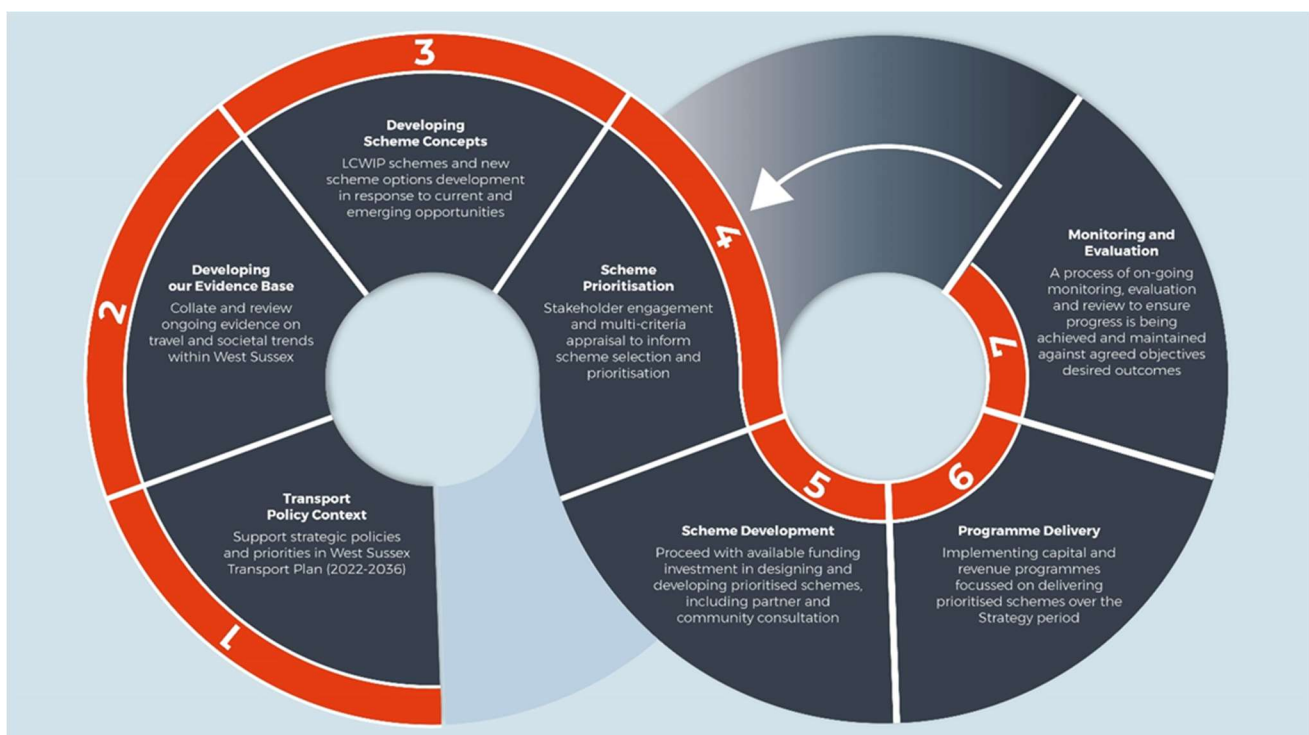 1
Transport
Policy Context
Support strategic policies
and priorities in West Sussex
Transport Plan (2022-2036)
2
Developing
our Evidence Base
Collate and review
ongoing evidence on
travel and societal trends
within West Sussex
3
Developing
Scheme Concepts
LCWIP schemes and new
scheme options development
in response to current and
emerging opportunities
4
Scheme
Prioritisation
Stakeholder engagement
and multi-criteria
appraisal to inform
scheme selection and
prioritisation
5
Scheme Development
Proceed with available funding
investment in designing and
developing prioritised schemes,
including partner and
community consultation
6
Programme Delivery
Implementing capital and
revenue programmes
focussed on delivering
prioritised schemes over the
Strategy period
7
Monitoring and
Evaluation
A process of on-going
monitoring, evaluation
and review to ensure
progress is being
achieved and maintained
against agreed objectives
desired outcomes